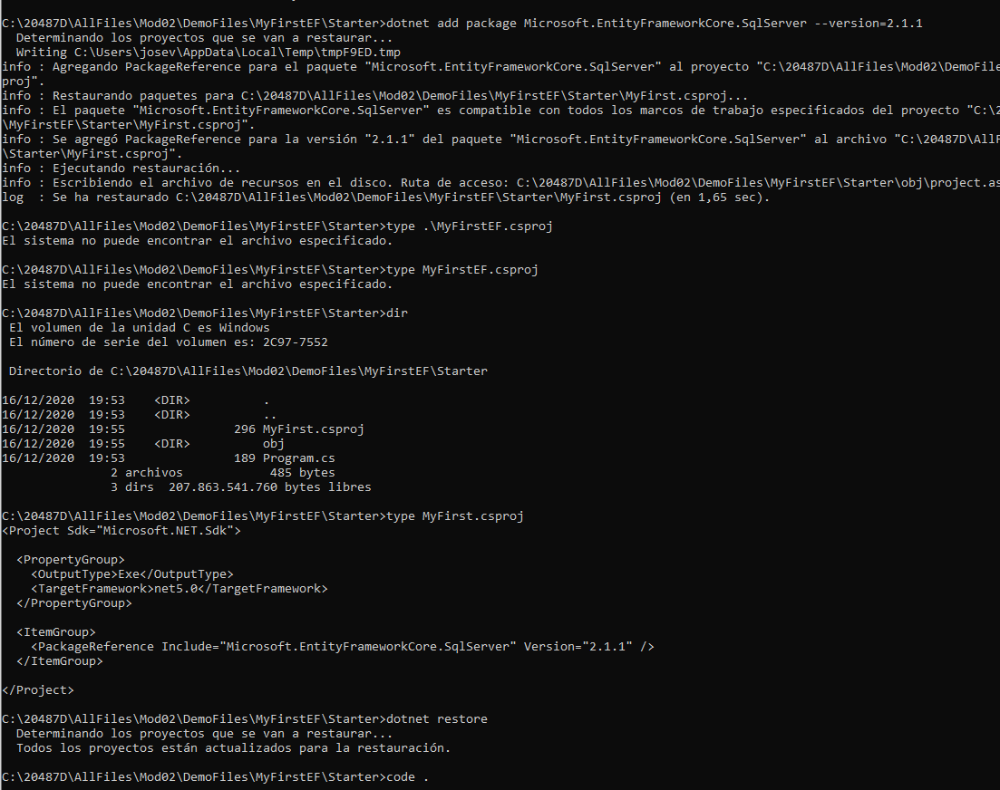 C:\20487D\AllFiles\Mod02\DemoFiles\MyFirstEF\Starter>dotnet add package Microsoft.EntityFrameworkCore.SqlServer --version=2.1.1
  Determinando los proyectos que se van a restaurar...
  Writing C:\Users\josev\AppData\Local\Temp\tmpF9ED.tmp
info : Agregando PackageReference para el paquete "Microsoft.EntityFrameworkCore.SqlServer" al proyecto "C:\20487D\AllFiles\Mod02\DemoFile
proj".
info : Restaurando paquetes para C:\20487D\AllFiles\Mod02\DemoFiles\MyFirstEF\Starter\MyFirst.csproj...
info : El paquete "Microsoft.EntityFrameworkCore.SqlServer" es compatible con todos los marcos de trabajo especificados del proyecto "C:\2
\MyFirstEF\Starter\MyFirst.csproj".
info : Se agregó PackageReference para la versión "2.1.1" del paquete "Microsoft.EntityFrameworkCore.SqlServer" al archivo "C:\20487D\AllF
\Starter\MyFirst.csproj".
info : Ejecutando restauración...
info : Escribiendo el archivo de recursos en el disco. Ruta de acceso: C:\20487D\AllFiles\Mod02\DemoFiles\MyFirstEF\Starter\obj\project.as
log  : Se ha restaurado C:\20487D\AllFiles\Mod02\DemoFiles\MyFirstEF\Starter\MyFirst.csproj (en 1,65 sec).
C:\20487D\AllFiles\Mod02\DemoFiles\MyFirstEF\Starter>type .\MyFirstEF.csproj
El sistema no puede encontrar el archivo especificado.
C:\20487D\AllFiles\Mod02\DemoFiles\MyFirstEF\Starter>type MyFirstEF.csproj
El sistema no puede encontrar el archivo especificado.
C:\20487D\AllFiles\Mod02\DemoFiles\MyFirstEF\Starter>dir
 El volumen de la unidad C es Windows
 El número de serie del volumen es: 2C97-7552
 Directorio de C:\20487D\AllFiles\Mod02\DemoFiles\MyFirstEF\Starter
16/12/2020  19:53    <DIR>          .
16/12/2020  19:53    <DIR>          ..
16/12/2020  19:55               296 MyFirst.csproj
16/12/2020  19:55    <DIR>          obj
16/12/2020  19:53               189 Program.cs
               2 archivos            485 bytes
               3 dirs  207.863.541.760 bytes libres
C:\20487D\AllFiles\Mod02\DemoFiles\MyFirstEF\Starter>type MyFirst.csproj
<Project Sdk="Microsoft.NET.Sdk">
  <PropertyGroup>
    <OutputType>Exe</OutputType>
    <TargetFramework>net5.0</TargetFramework>
  </PropertyGroup>
  <ItemGroup>
    <PackageReference Include="Microsoft.EntityFrameworkCore.SqlServer" Version="2.1.1" />
  </ItemGroup>
</Project>
C:\20487D\AllFiles\Mod02\DemoFiles\MyFirstEF\Starter>dotnet restore
  Determinando los proyectos que se van a restaurar...
  Todos los proyectos están actualizados para la restauración.
C:\20487D\AllFiles\Mod02\DemoFiles\MyFirstEF\Starter>code .